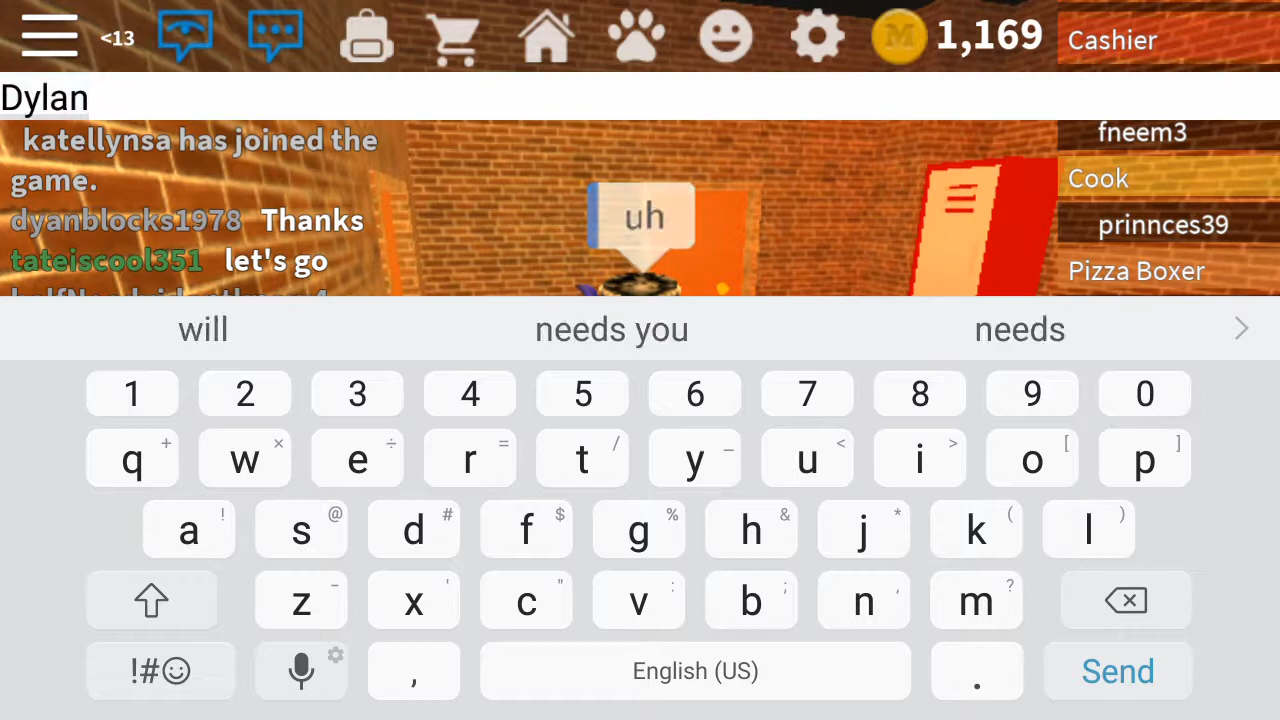 <13
M
1,169
Cashier
Dylan
katellynsa has joined the
game.
dyanblocks1978 Thanks
tateiscool351 let's go
uh
fneem3
Cook
prinnces39
Pizza Boxer
will needs you needs
1 2 3 4 5 6 7 8 9 0
q + w × e ÷ r = t / y _ u < i > o [ p ]
a ! s @ d # f $ g % h & j * k ( l )
z - x ' c " v : b ; n , m ?
!#☺ , English (US) . Send